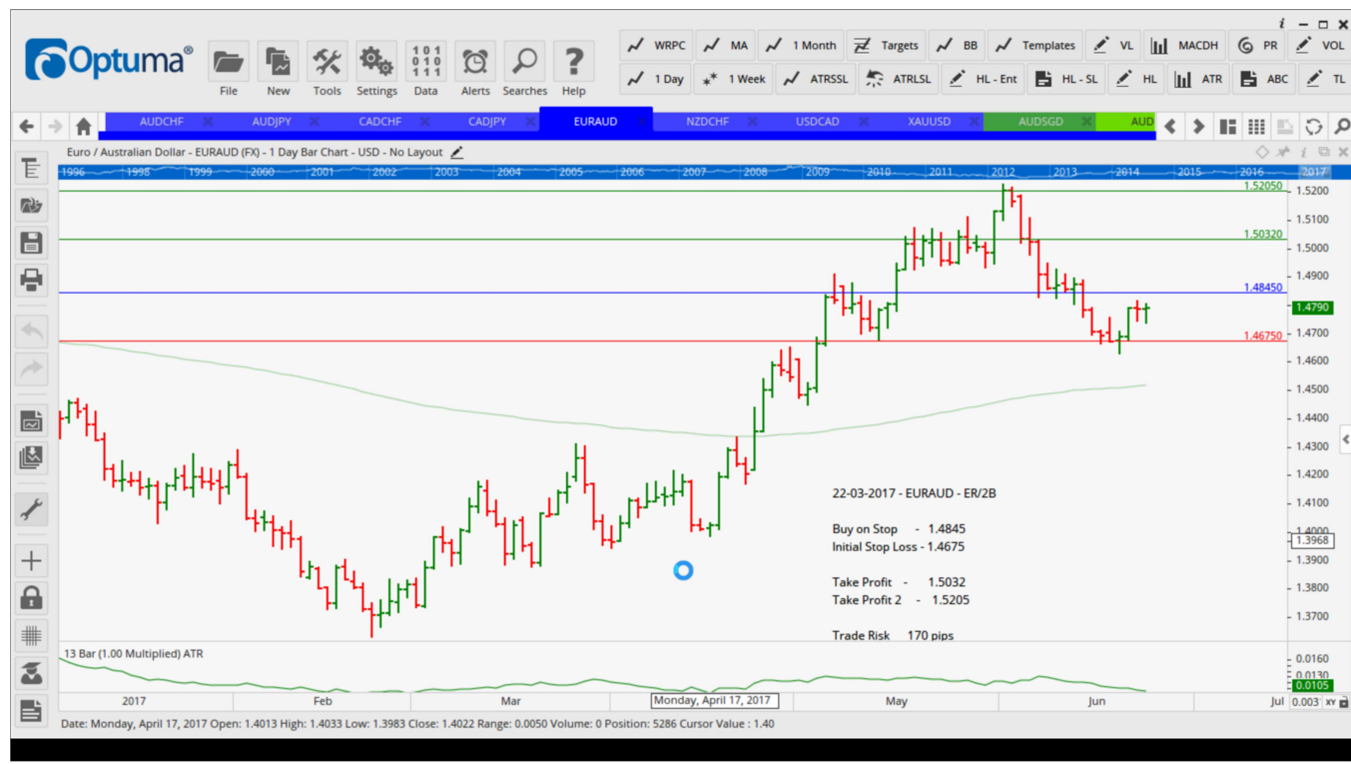 i
Optuma®
File New Tools Settings Data Alerts Searches Help
101
010
111
WRPC MA 1 Month Targets BB Templates VL MACDH PR VOL
1 Day 1 Week ATRSSL ATRLSL HL - Ent HL - SL HL ATR ABC TL
AUDCHF AUDJPY CADCHF CADJPY EURAUD NZDCHF USDCAD XAUUSD AUDSGD AUD
Euro / Australian Dollar - EURAUD (FX) - 1 Day Bar Chart - USD - No Layout
i
1996 1998 1999 2000 2001 2002 2003 2004 2005 2006 2007 2008 2009 2010 2011 2012 2013 2014 2015 2016 2017
1.52050
1.5200
1.5100
1.50320
1.5000
1.4900
1.48450
1.4790
1.4700
1.46750
1.4600
1.4500
1.4400
1.4300
1.4200
1.4100
1.4000
1.3968
1.3900
1.3800
1.3700
22-03-2017 - EURAUD - ER/2B
Buy on Stop - 1.4845
Initial Stop Loss - 1.4675
Take Profit - 1.5032
Take Profit 2 - 1.5205
Trade Risk 170 pips
13 Bar (1.00 Multiplied) ATR
0.0160
0.0130
0.0105
2017 Feb Mar Monday, April 17, 2017 May Jun Jul 0.003 XY
Date: Monday, April 17, 2017 Open: 1.4013 High: 1.4033 Low: 1.3983 Close: 1.4022 Range: 0.0050 Volume: 0 Position: 5286 Cursor Value : 1.40